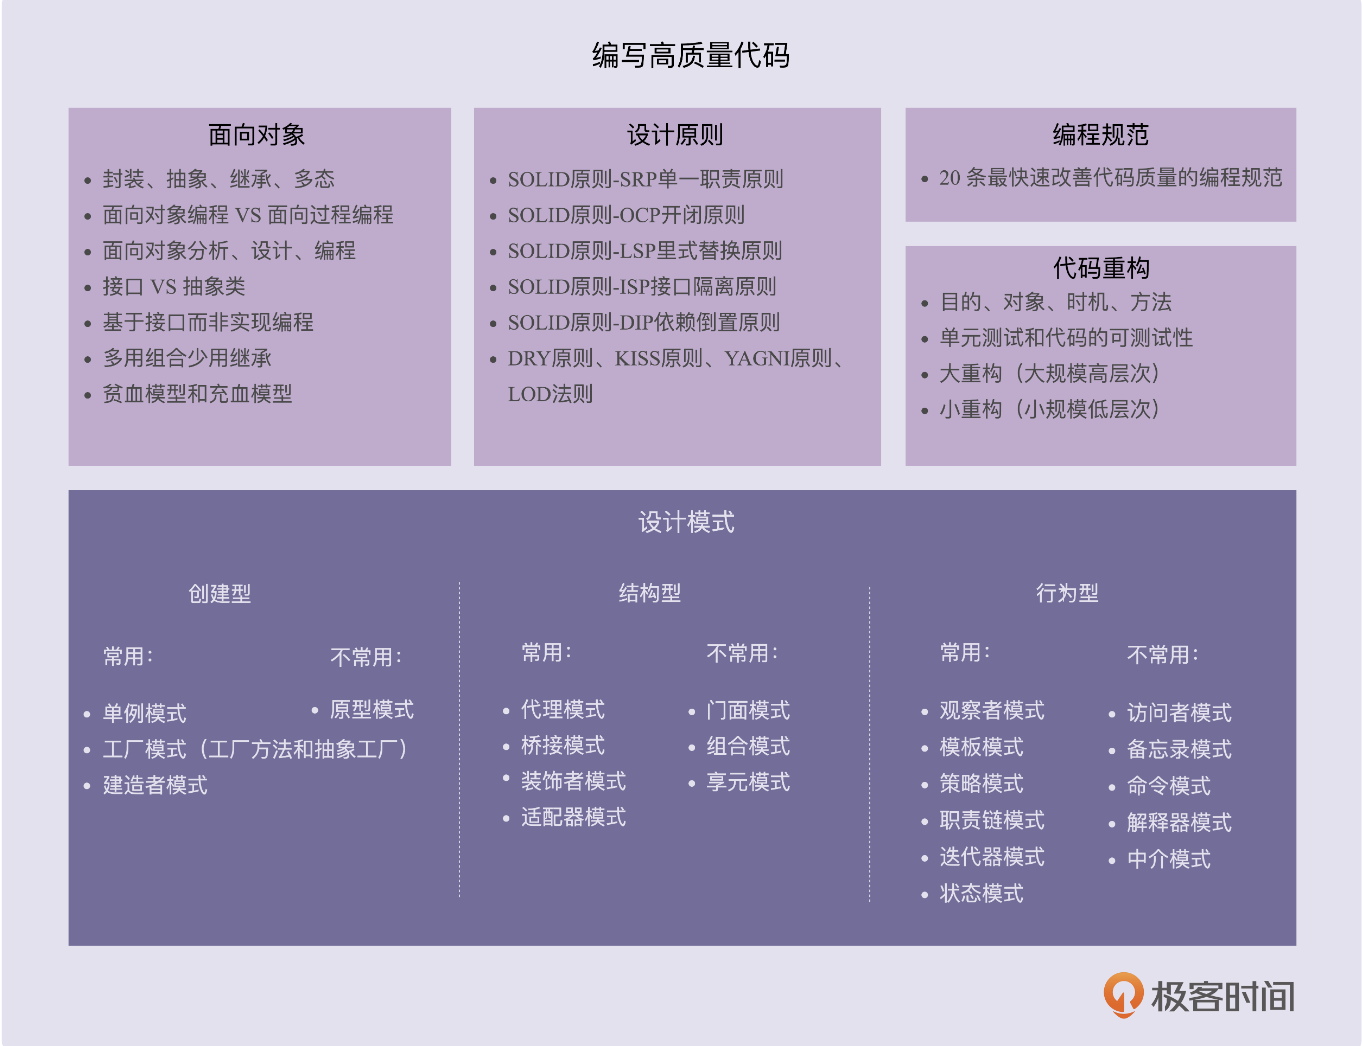 编写高质量代码
面向对象
封装、抽象、继承、多态
面向对象编程 VS 面向过程编程
面向对象分析、设计、编程
接口 VS 抽象类
基于接口而非实现编程
多用组合少用继承
贫血模型和充血模型
设计原则
SOLID原则-SRP单一职责原则
SOLID原则-OCP开闭原则
SOLID原则-LSP里式替换原则
SOLID原则-ISP接口隔离原则
SOLID原则-DIP依赖倒置原则
DRY原则、KISS原则、YAGNI原则、
LOD法则
编程规范
20 条最快速改善代码质量的编程规范
代码重构
目的、对象、时机、方法
单元测试和代码的可测试性
大重构（大规模高层次）
小重构（小规模低层次）
设计模式
创建型
常用：
单例模式
工厂模式（工厂方法和抽象工厂）
建造者模式
不常用：
原型模式
结构型
常用：
代理模式
桥接模式
装饰者模式
适配器模式
不常用：
门面模式
组合模式
享元模式
行为型
常用：
观察者模式
模板模式
策略模式
职责链模式
迭代器模式
状态模式
不常用：
访问者模式
备忘录模式
命令模式
解释器模式
中介模式
极客时间